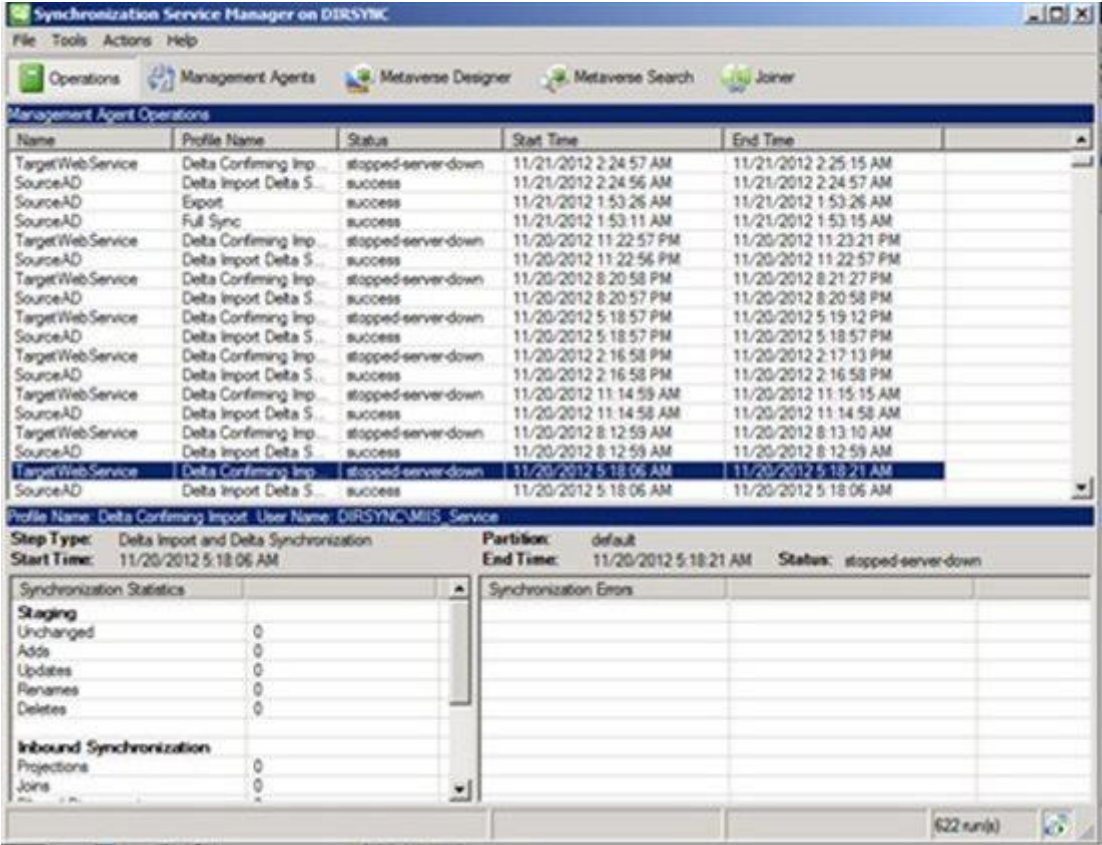 Synchronization Service Manager on DIRSYNC
File Tools Actions Help
Operations Management Agents Metaverse Designer Metaverse Search Joiner
Management Agent Operations
Name Profile Name Status Start Time End Time
TargetWebService Delta Confirming Imp... stopped-server-down 11/21/2012 2:24:57 AM 11/21/2012 2:25:15 AM
SourceAD Delta Import Delta S... success 11/21/2012 2:24:56 AM 11/21/2012 2:24:57 AM
SourceAD Export success 11/21/2012 1:53:26 AM 11/21/2012 1:53:26 AM
SourceAD Full Sync success 11/21/2012 1:53:11 AM 11/21/2012 1:53:15 AM
TargetWebService Delta Confirming Imp... stopped-server-down 11/20/2012 11:22:57 PM 11/20/2012 11:23:21 PM
SourceAD Delta Import Delta S... success 11/20/2012 11:22:56 PM 11/20/2012 11:22:57 PM
TargetWebService Delta Confirming Imp... stopped-server-down 11/20/2012 8:20:58 PM 11/20/2012 8:21:27 PM
SourceAD Delta Import Delta S... success 11/20/2012 8:20:57 PM 11/20/2012 8:20:58 PM
TargetWebService Delta Confirming Imp... stopped-server-down 11/20/2012 5:18:57 PM 11/20/2012 5:19:12 PM
SourceAD Delta Import Delta S... success 11/20/2012 5:18:57 PM 11/20/2012 5:18:57 PM
TargetWebService Delta Confirming Imp... stopped-server-down 11/20/2012 2:16:58 PM 11/20/2012 2:17:13 PM
SourceAD Delta Import Delta S... success 11/20/2012 2:16:58 PM 11/20/2012 2:16:58 PM
TargetWebService Delta Confirming Imp... stopped-server-down 11/20/2012 11:14:59 AM 11/20/2012 11:15:15 AM
SourceAD Delta Import Delta S... success 11/20/2012 11:14:58 AM 11/20/2012 11:14:58 AM
TargetWebService Delta Confirming Imp... stopped-server-down 11/20/2012 8:12:59 AM 11/20/2012 8:13:10 AM
SourceAD Delta Import Delta S... success 11/20/2012 8:12:59 AM 11/20/2012 8:12:59 AM
TargetWebService Delta Confirming Imp... stopped-server-down 11/20/2012 5:18:06 AM 11/20/2012 5:18:21 AM
SourceAD Delta Import Delta S... success 11/20/2012 5:18:06 AM 11/20/2012 5:18:06 AM
Profile Name: Delta Confirming Import User Name: DIRSYNC\MIIS_Service
Step Type: Delta Import and Delta Synchronization Partition: default
Start Time: 11/20/2012 5:18:06 AM End Time: 11/20/2012 5:18:21 AM Status: stopped-server-down
Synchronization Statistics Synchronization Errors
Staging
Unchanged 0
Adds 0
Updates 0
Renames 0
Deletes 0
Inbound Synchronization
Projections 0
Joins 0
622 run(s)